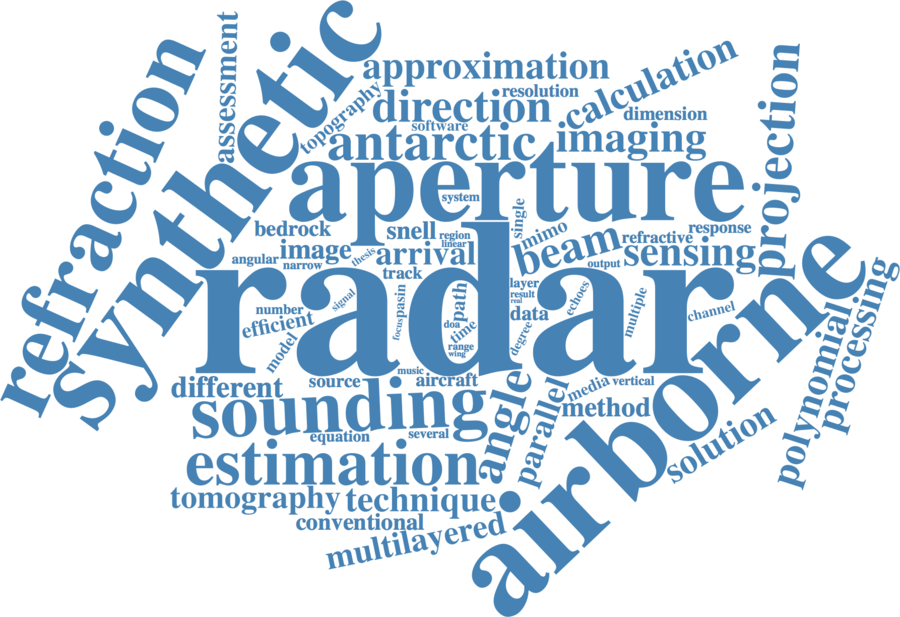 refraction
synthetic
assessment
topography
approximation
resolution
direction
calculation
software
dimension
antarctic
imaging
projection
aperture
system
bedrock
snell
region
linear
single
mimo
response
angular
image
thesis
arrival
beam
refractive
narrow
track
output
sensing
airborne
radar
layer
result
real
number
signal
pasin
path
data
echoes
multiple
channel
efficient
focus
doa
time
degree
model
range
wing
polynomial
processing
different
source
music
aircraft
media
vertical
sounding
angle
parallel
method
equation
several
solution
estimation
tomography
technique
conventional
multilayered